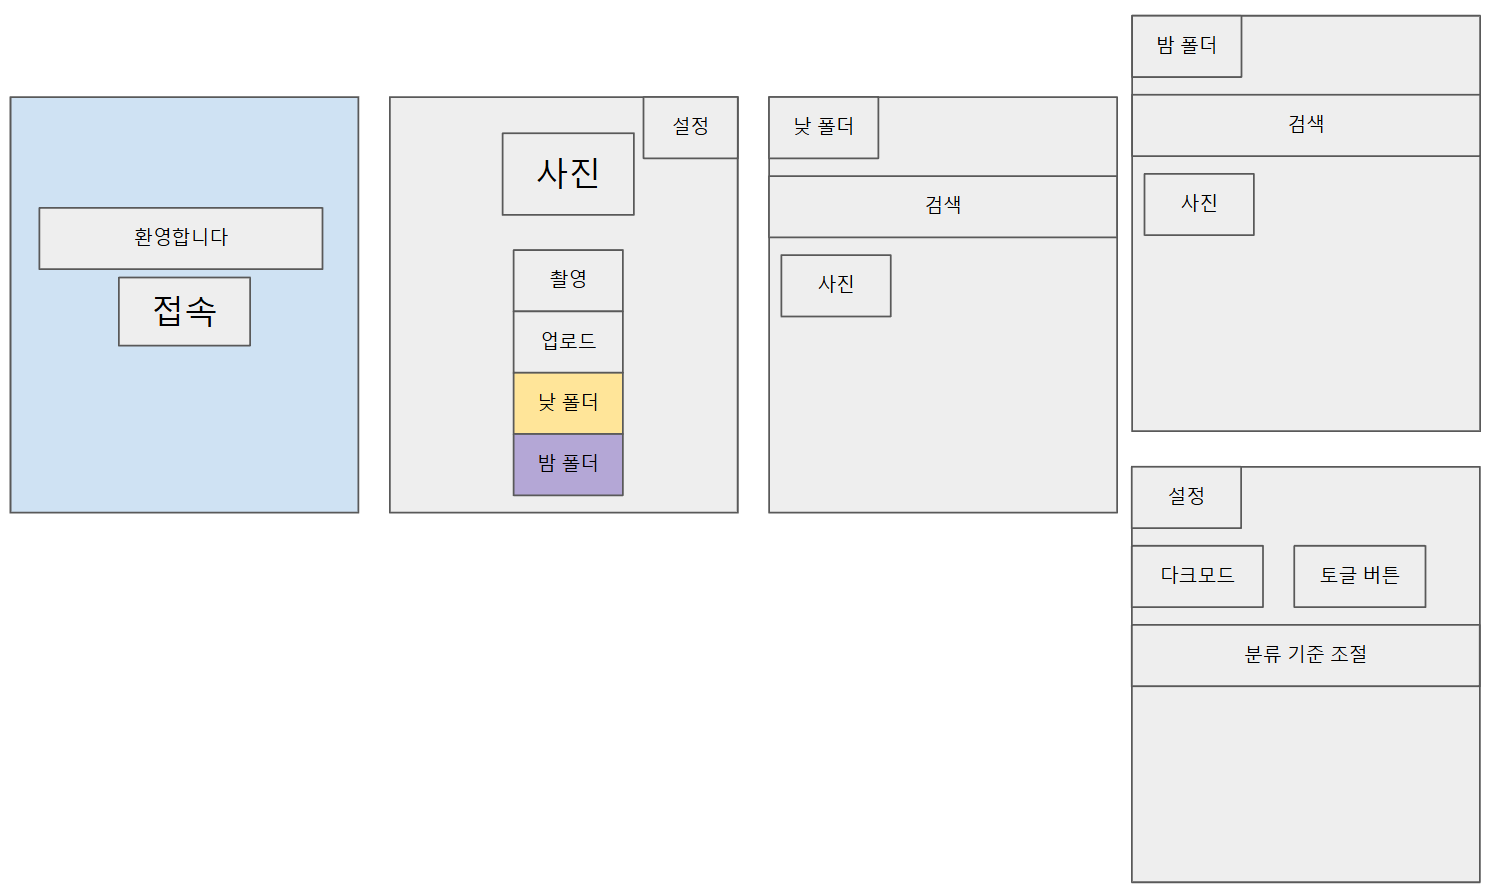 환영합니다
접속
설정
사진
촬영
업로드
낮 폴더
밤 폴더
낮 폴더
검색
사진
밤 폴더
검색
사진
설정
다크모드
토글 버튼
분류 기준 조절